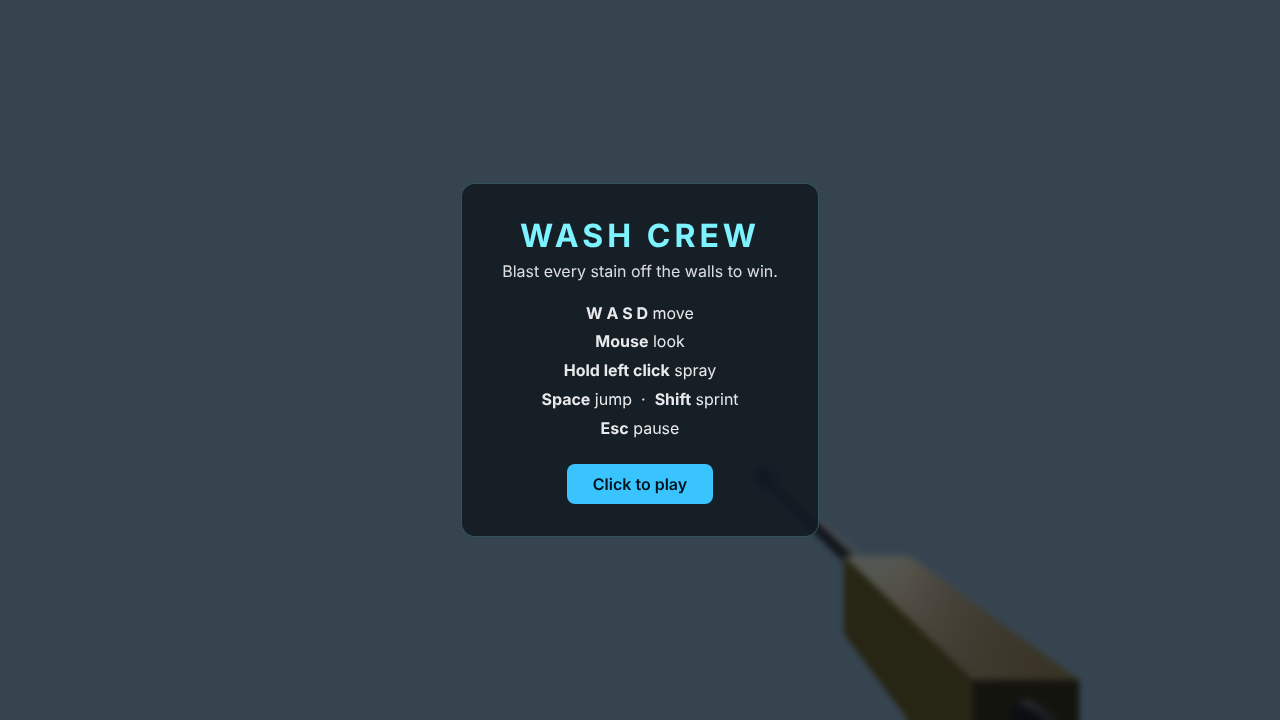 WASH CREW
Blast every stain off the walls to win.
W A S D move
Mouse look
Hold left click spray
Space jump · Shift sprint
Esc pause
Click to play